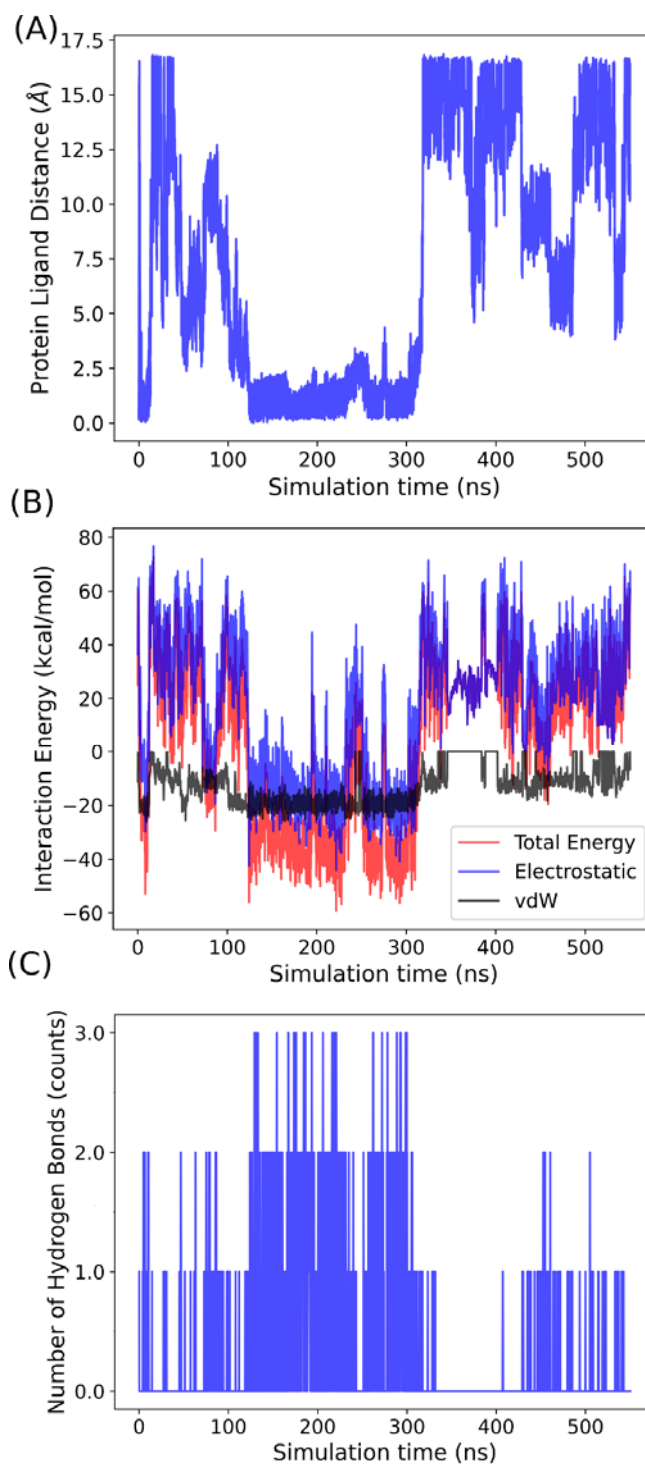 (A)
17.5
15.0
12.5
10.0
7.5
5.0
2.5
0.0
Protein Ligand Distance (Å)
0 100 200 300 400 500
Simulation time (ns)
(B)
80
60
40
20
0
−20
−40
−60
Interaction Energy (kcal/mol)
Total Energy
Electrostatic
vdW
0 100 200 300 400 500
Simulation time (ns)
(C)
3.0
2.0
1.0
0.0
Number of Hydrogen Bonds (counts)
0 100 200 300 400 500
Simulation time (ns)